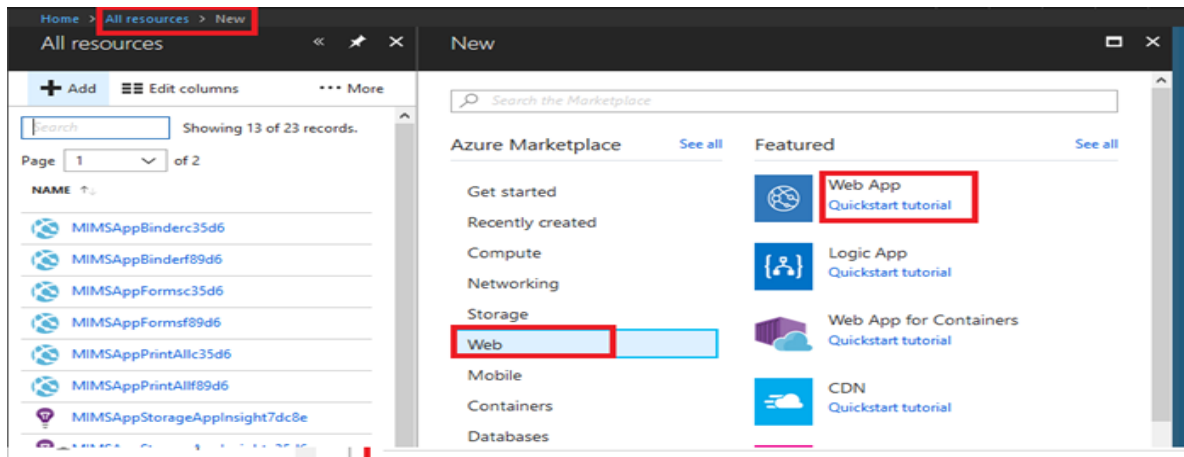 Home > All resources > New
All resources
+ Add
Edit columns
••• More
Search
Showing 13 of 23 records.
Page 1 of 2
NAME
MIMSAppBinderc35d6
MIMSAppBinderf89d6
MIMSAppFormsc35d6
MIMSAppFormsf89d6
MIMSAppPrintAllc35d6
MIMSAppPrintAllf89d6
MIMSAppStorageAppInsight7dc8e
New
Search the Marketplace
Azure Marketplace
See all
Get started
Recently created
Compute
Networking
Storage
Web
Mobile
Containers
Databases
Featured
See all
Web App
Quickstart tutorial
Logic App
Quickstart tutorial
Web App for Containers
Quickstart tutorial
CDN
Quickstart tutorial